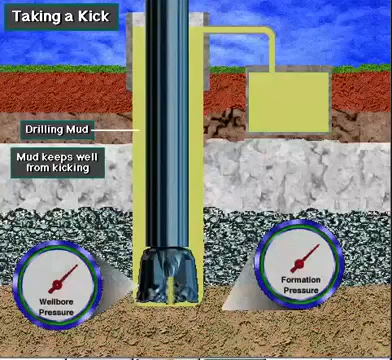 Taking a Kick
Drilling Mud
Mud keeps well
from kicking
Wellbore
Pressure
Formation
Pressure